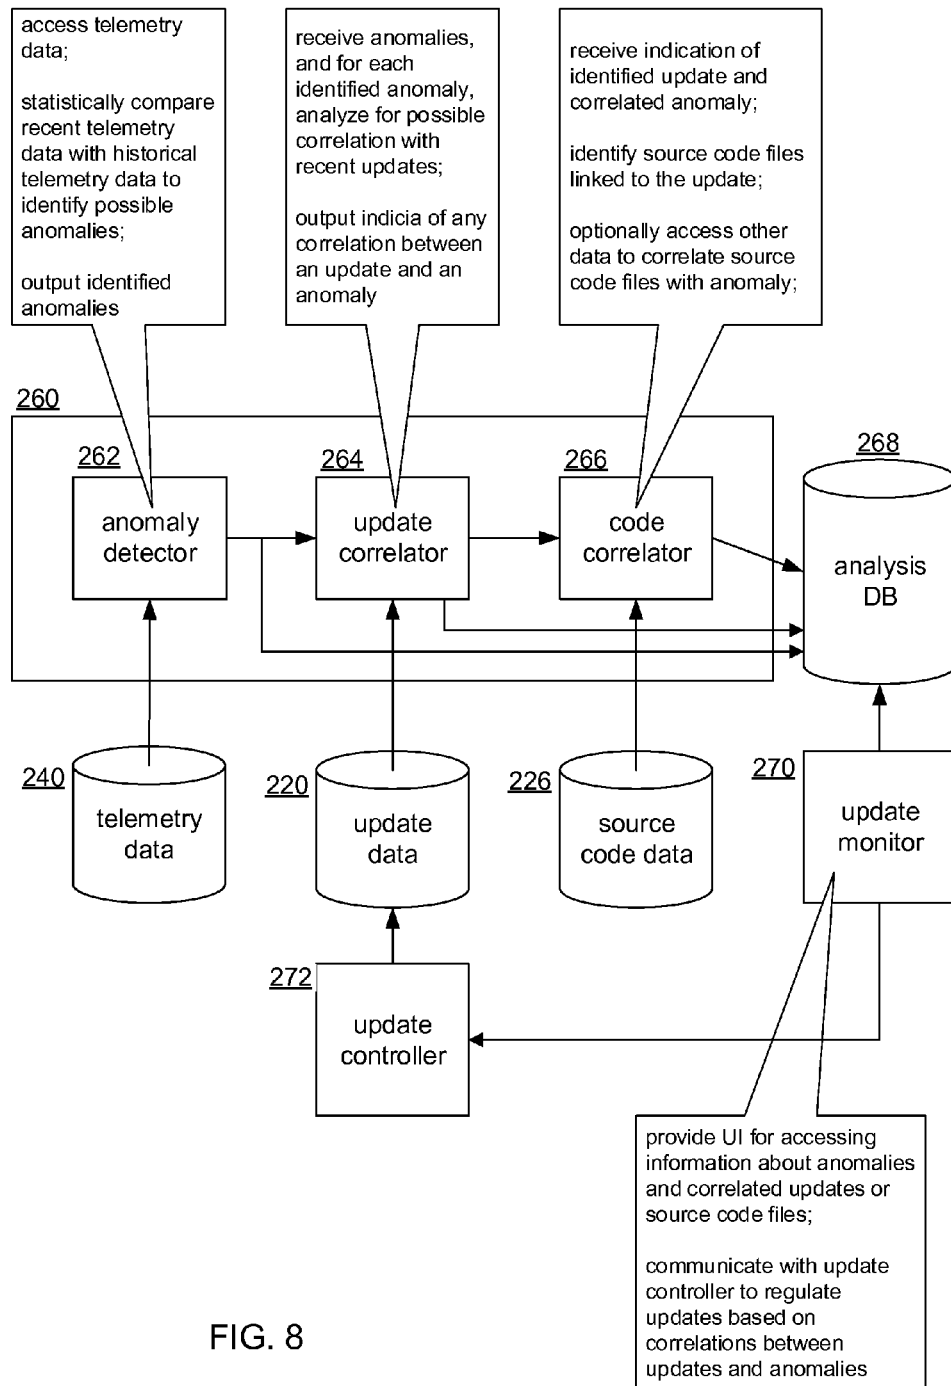 access telemetry
data;
statistically compare
recent telemetry
data with historical
telemetry data to
identify possible
anomalies;
output identified
anomalies
receive anomalies,
and for each
identified anomaly,
analyze for possible
correlation with
recent updates;
output indicia of any
correlation between
an update and an
anomaly
receive indication of
identified update and
correlated anomaly;
identify source code files
linked to the update;
optionally access other
data to correlate source
code files with anomaly;
260
262
anomaly
detector
264
update
correlator
266
code
correlator
268
analysis
DB
240
telemetry
data
220
update
data
226
source
code data
270
update
monitor
272
update
controller
provide UI for accessing
information about anomalies
and correlated updates or
source code files;
communicate with update
controller to regulate
updates based on
correlations between
updates and anomalies
FIG. 8